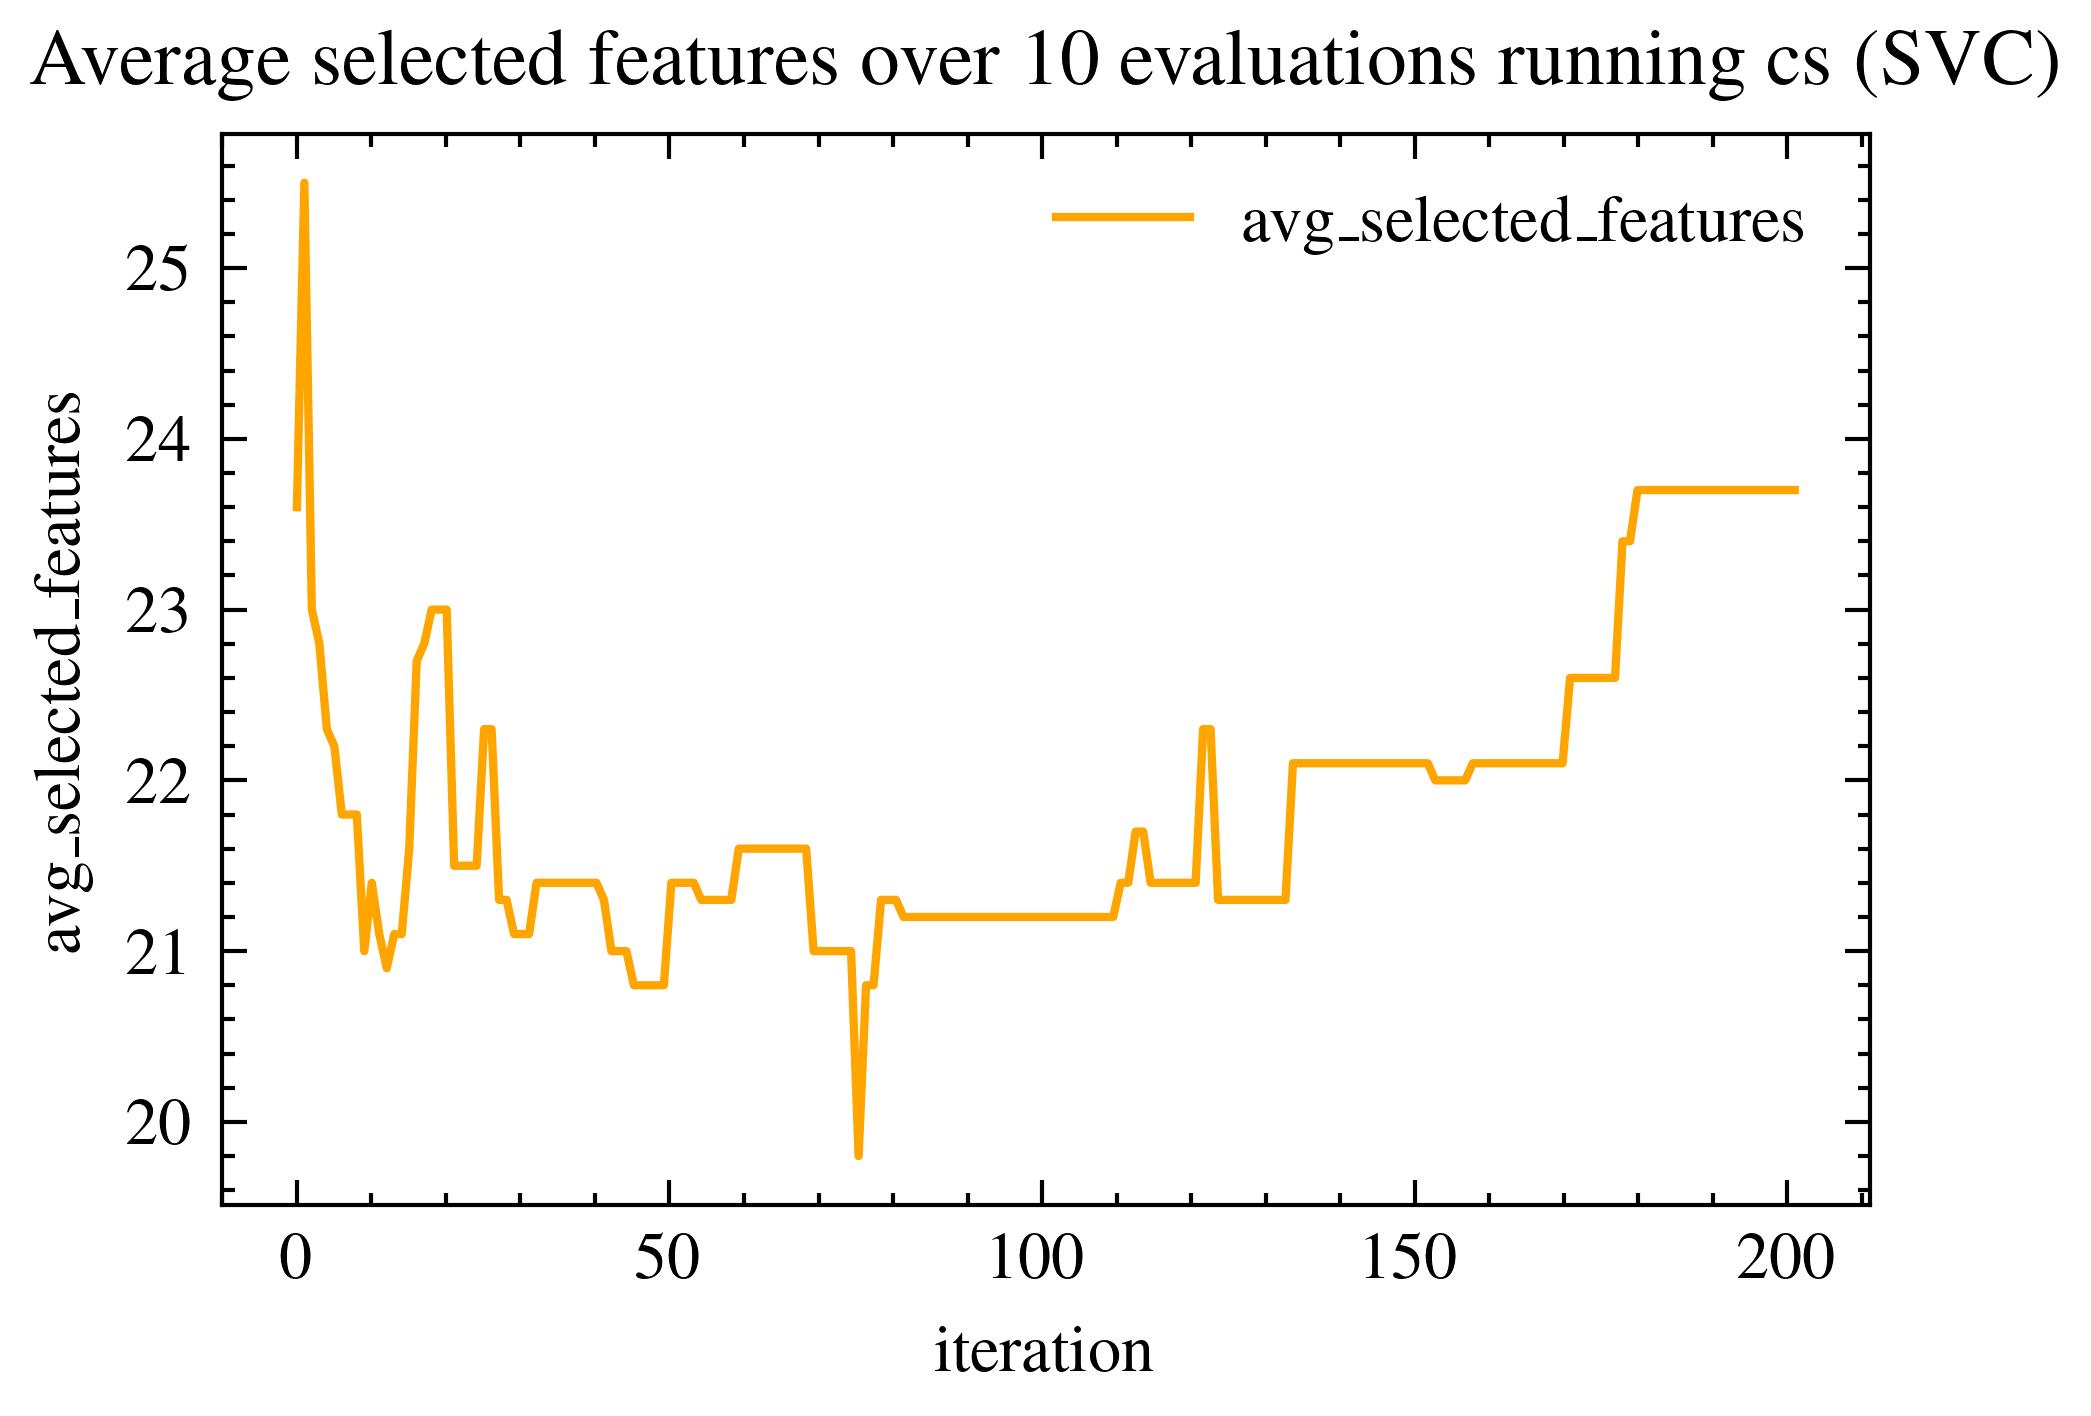 Average selected features over 10 evaluations running cs (SVC)
avg_selected_features
avg_selected_features
25
24
23
22
21
20
0 50 100 150 200
iteration